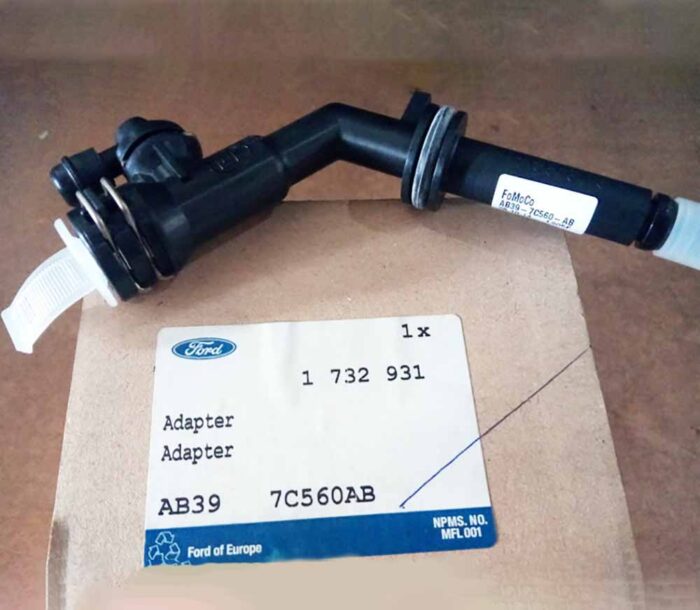 FoMoCo
AB39-7C560-AB
Ford
1x
1 732 931
Adapter
Adapter
AB39 7C560AB
NPMS. NO.
MFL 001
Ford of Europe